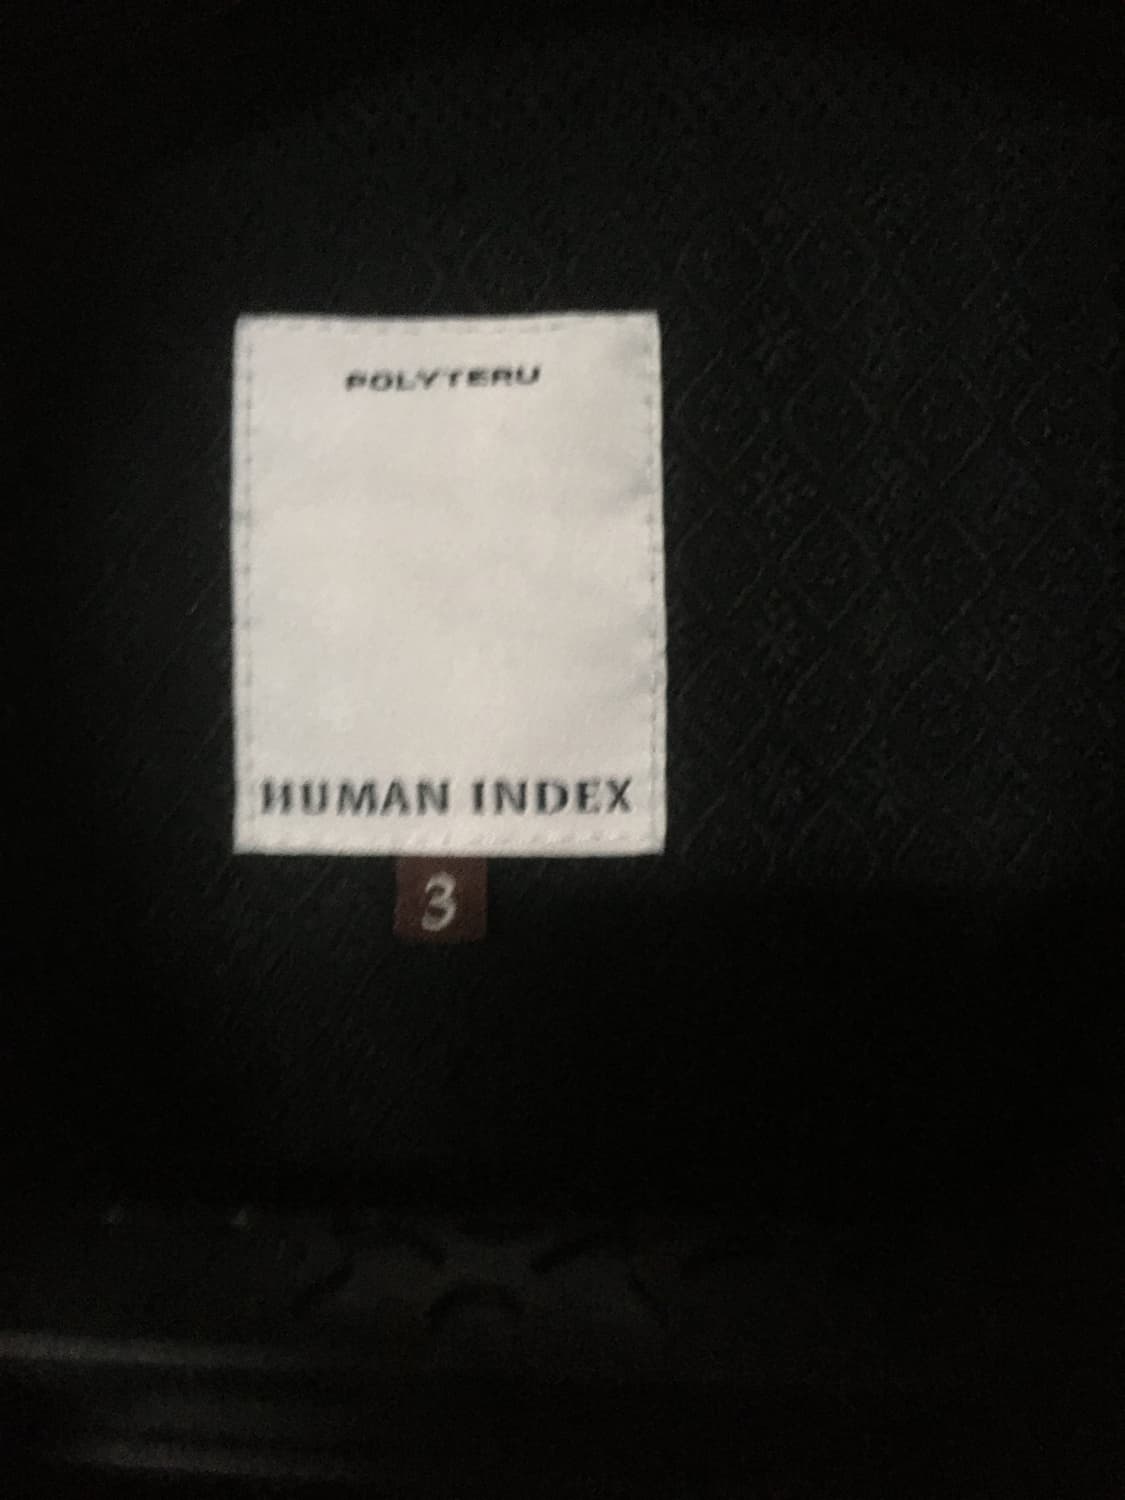 POLYTERU
HUMAN INDEX
3